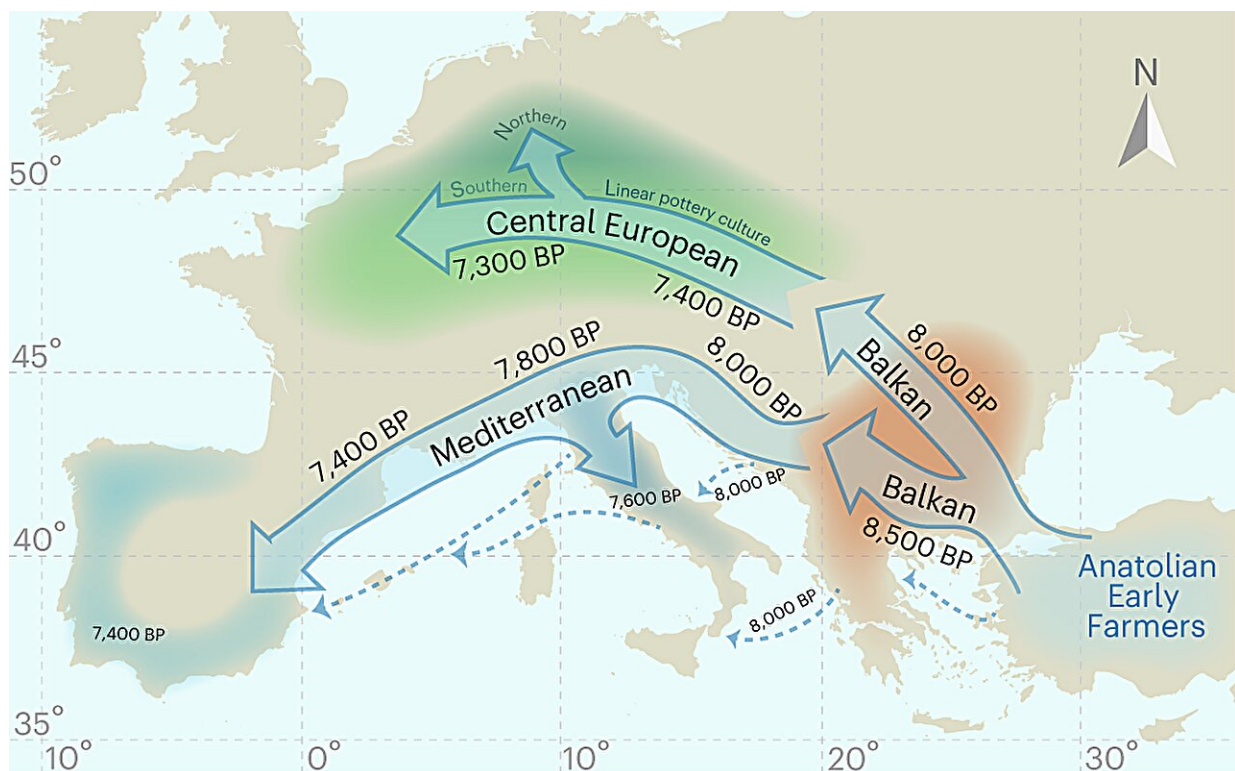 N
50°
45°
40°
35°
10°
0°
10°
20°
30°
Northern
Southern
Linear pottery culture
Central European
7,300 BP
7,400 BP
Balkan
8,000 BP
Balkan
8,500 BP
Mediterranean
8,000 BP
7,800 BP
7,400 BP
7,600 BP
8,000 BP
8,000 BP
7,400 BP
Anatolian
Early
Farmers